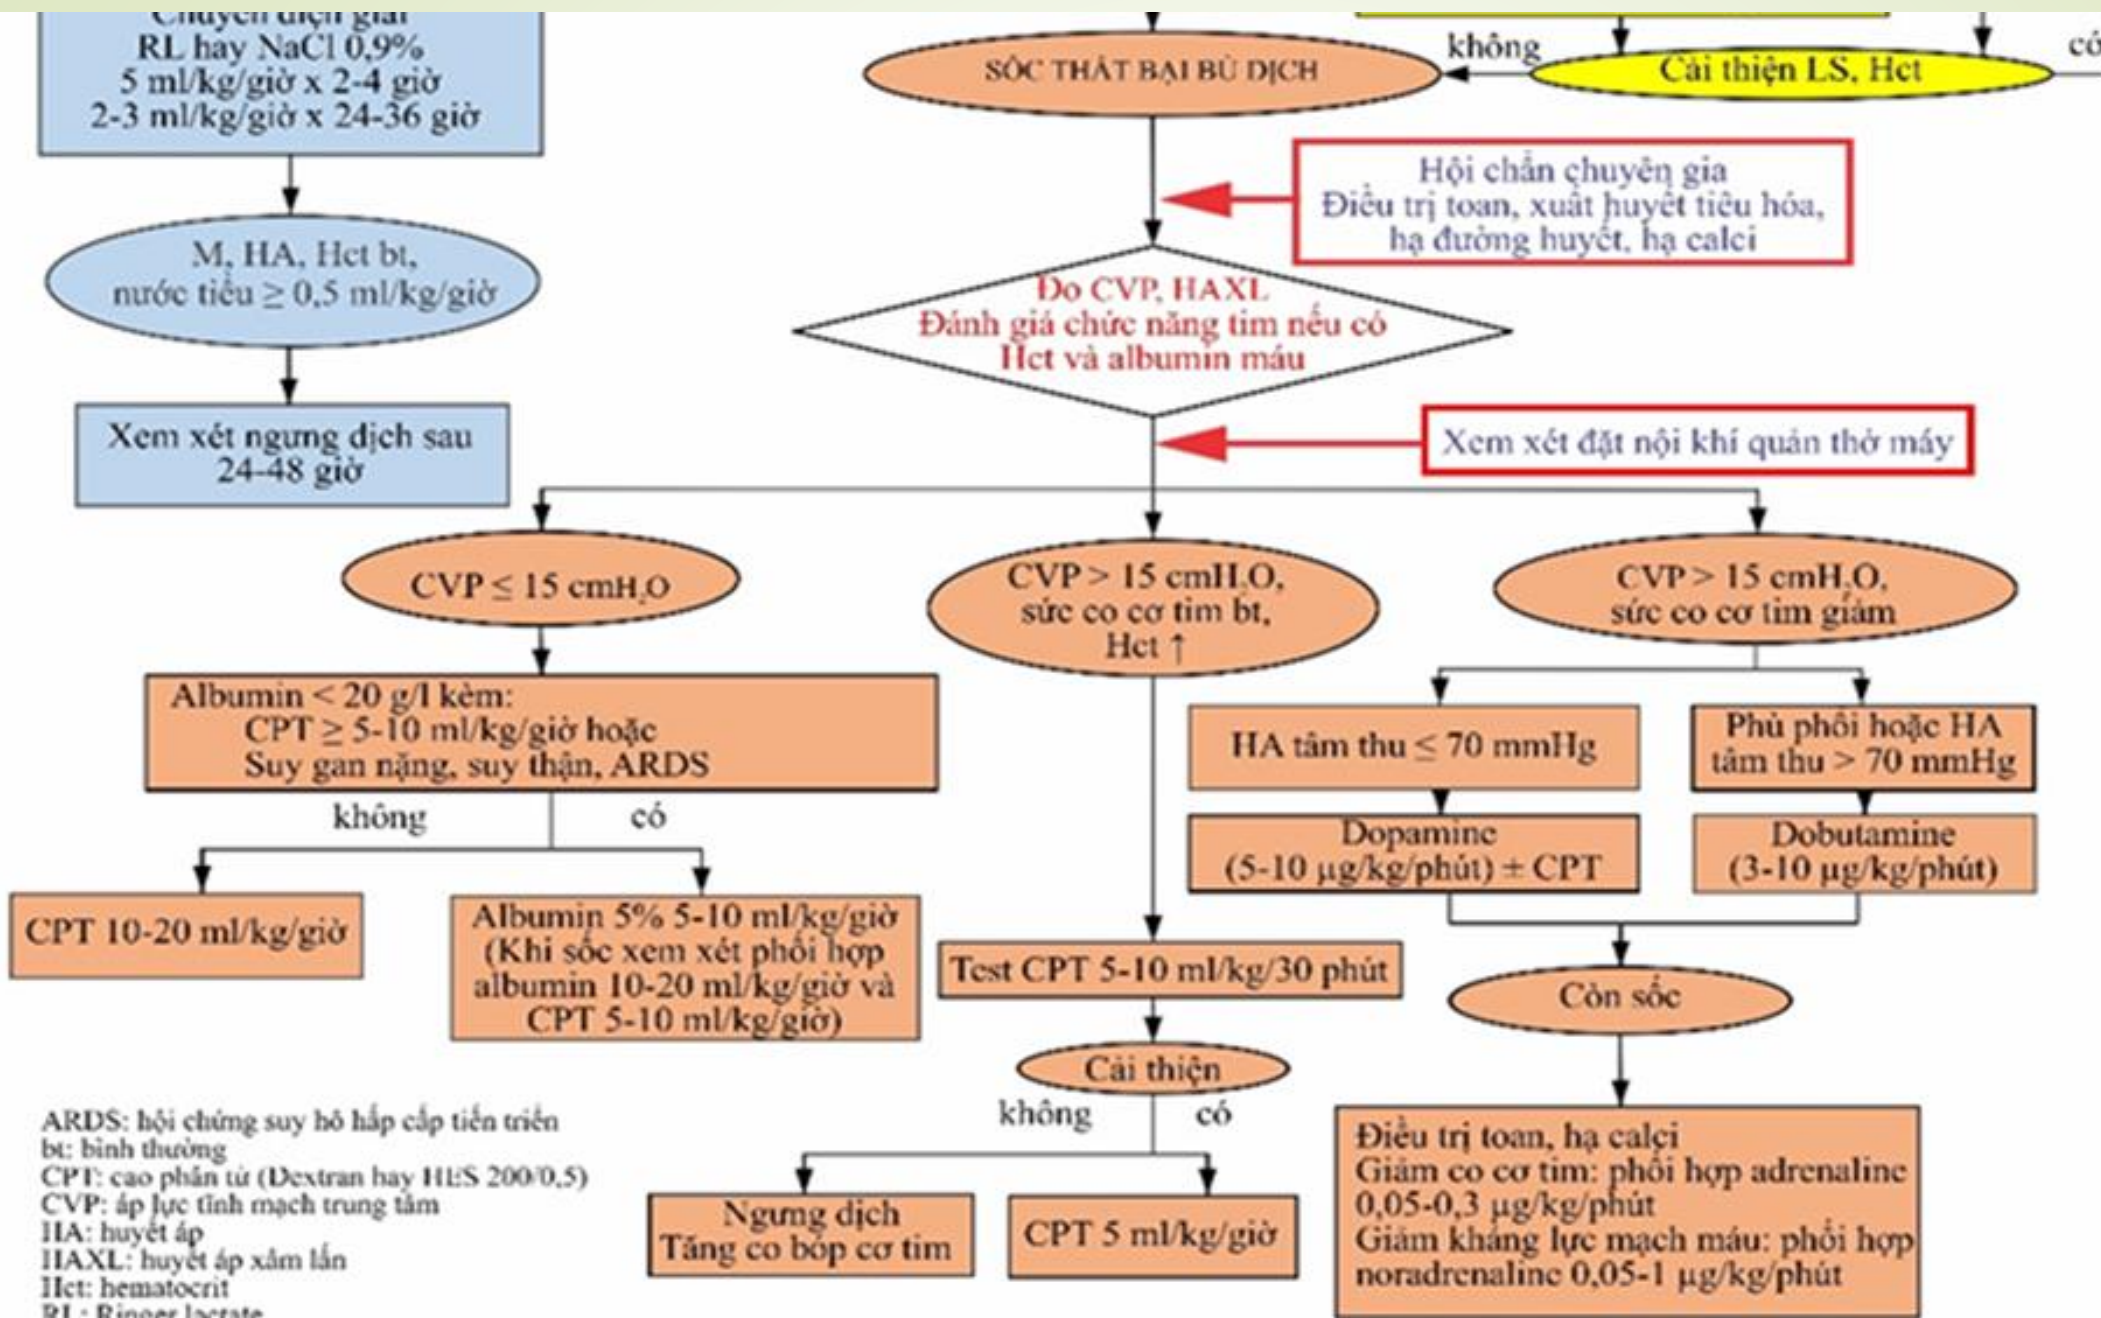 Chuyển dịch giải
RL hay NaCl 0,9%
5 ml/kg/giờ x 2-4 giờ
2-3 ml/kg/giờ x 24-36 giờ
M, HA, Hct bt,
nước tiểu ≥ 0,5 ml/kg/giờ
Xem xét ngưng dịch sau
24-48 giờ
SỐC THẤT BẠI BÙ DỊCH
không
Cải thiện LS, Hct
có
Hội chẩn chuyên gia
Điều trị toan, xuất huyết tiêu hóa,
hạ đường huyết, hạ calci
Đo CVP, HAXL
Đánh giá chức năng tim nếu có
Hct và albumin máu
Xem xét đặt nội khí quản thở máy
CVP ≤ 15 cmH₂O
CVP > 15 cmH₂O,
sức co cơ tim bt,
Hct ↑
CVP > 15 cmH₂O,
sức co cơ tim giảm
Albumin < 20 g/l kèm:
CPT ≥ 5-10 ml/kg/giờ hoặc
Suy gan nặng, suy thận, ARDS
không
có
CPT 10-20 ml/kg/giờ
Albumin 5% 5-10 ml/kg/giờ
(Khi sốc xem xét phối hợp
albumin 10-20 ml/kg/giờ và
CPT 5-10 ml/kg/giờ)
Test CPT 5-10 ml/kg/30 phút
Cải thiện
không
có
Ngưng dịch
Tăng co bóp cơ tim
CPT 5 ml/kg/giờ
HA tâm thu ≤ 70 mmHg
Dopamine
(5-10 µg/kg/phút) ± CPT
Phù phổi hoặc HA
tâm thu > 70 mmHg
Dobutamine
(3-10 µg/kg/phút)
Còn sốc
Điều trị toan, hạ calci
Giảm co cơ tim: phối hợp adrenaline
0,05-0,3 µg/kg/phút
Giảm kháng lực mạch máu: phối hợp
noradrenaline 0,05-1 µg/kg/phút
ARDS: hội chứng suy hô hấp cấp tiến triển
bt: bình thường
CPT: cao phân tử (Dextran hay HES 200/0,5)
CVP: áp lực tĩnh mạch trung tâm
HA: huyết áp
HAXL: huyết áp xâm lấn
Hct: hematocrit
RL: Ringer lactate